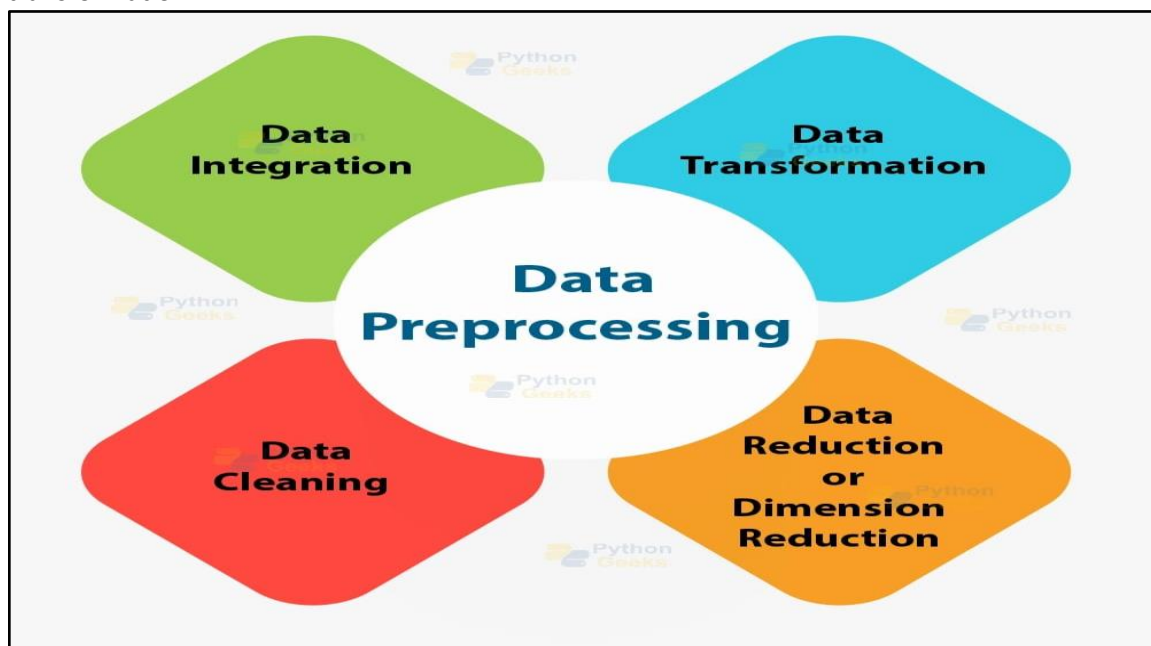 Data
Integration
Data
Transformation
Data
Preprocessing
Data
Cleaning
Data
Reduction
or
Dimension
Reduction
Python
Geeks
Python
Geeks
Python
Geeks
Python
Geeks
Python
Geeks